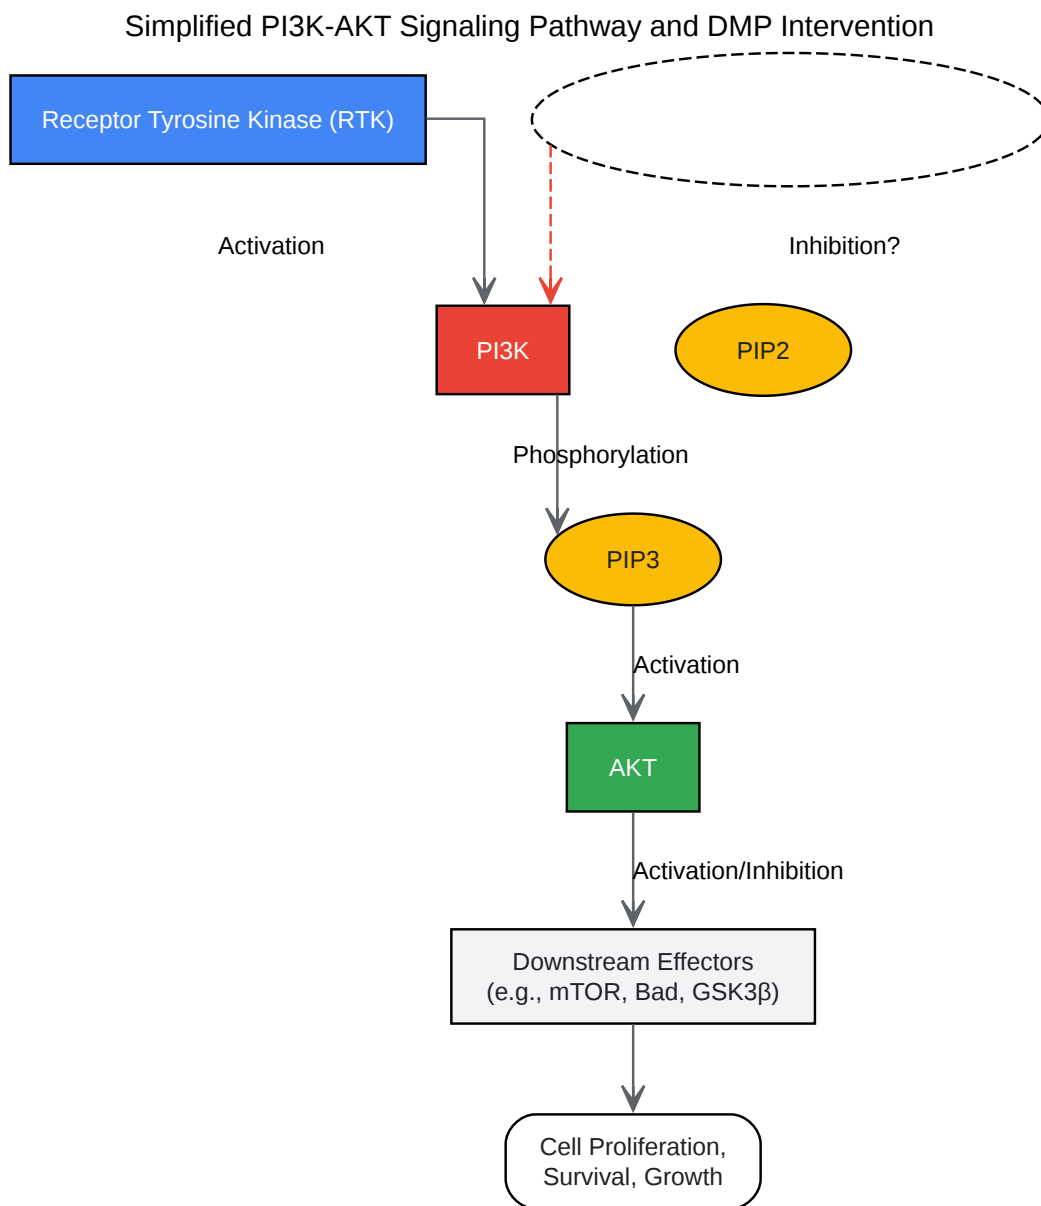 Simplified PI3K-AKT Signaling Pathway and DMP Intervention
Receptor Tyrosine Kinase (RTK)
Activation
Inhibition?
PI3K
PIP2
Phosphorylation
PIP3
Activation
AKT
Activation/Inhibition
Downstream Effectors
(e.g., mTOR, Bad, GSK3β)
Cell Proliferation,
Survival, Growth